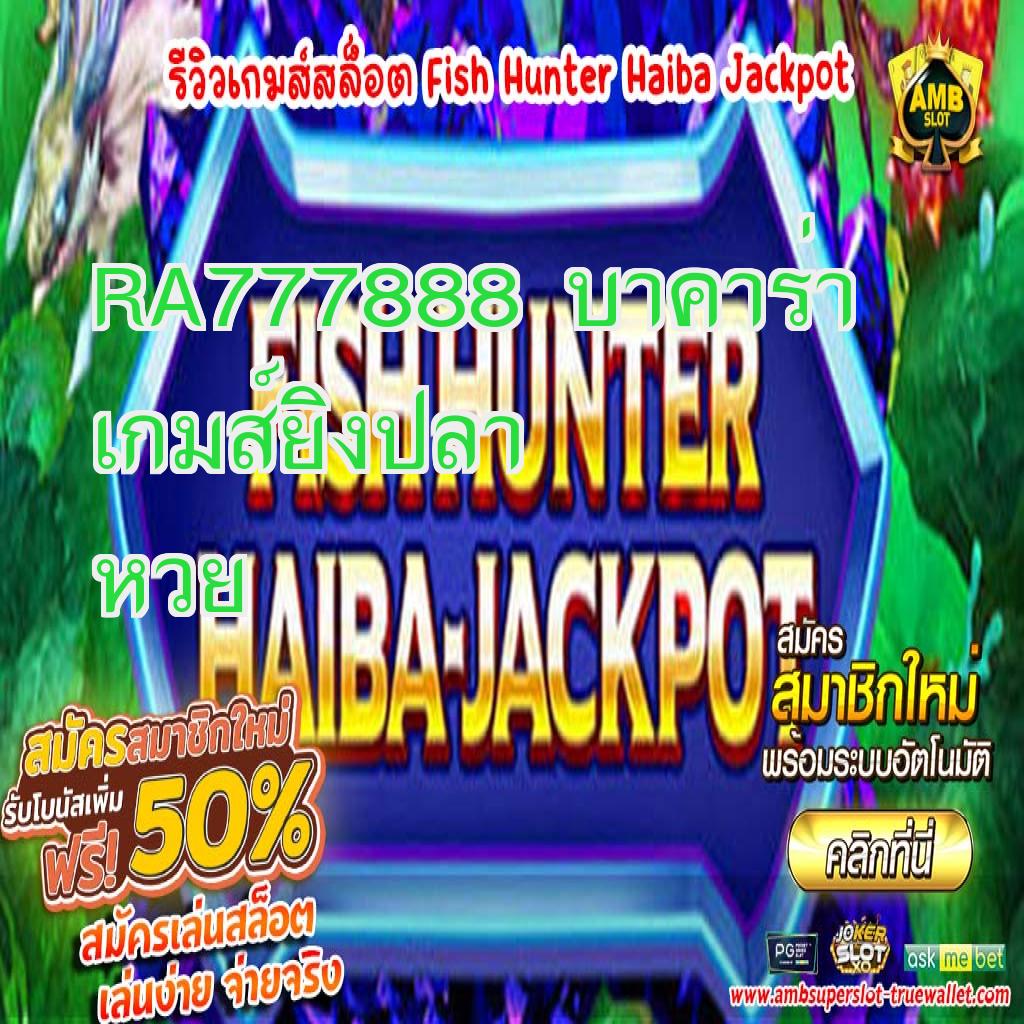 รีวิวเกมส์สล็อต Fish Hunter Haiba Jackpot
AMB
SLOT
RA777888 บาคาร่า
FISH HUNTER
เกมส์ยิงปลา
หวย
HAIBA-JACKPOT
สมัคร
สมาชิกใหม่
พร้อมระบบอัตโนมัติ
คลิกที่นี่
สมัครสมาชิกใหม่
รับโบนัสเพิ่ม
ฟรี! 50%
สมัครเล่นสล็อต
เล่นง่าย จ่ายจริง
PG
JOKER
SLOT
XO
ask me bet
www.ambsuperslot-truewallet.com